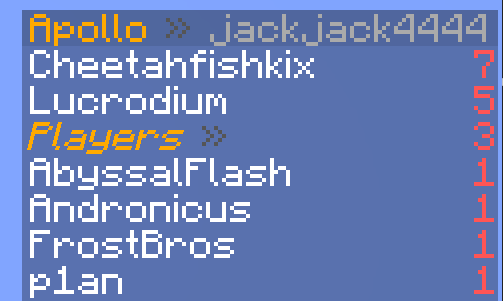 Apollo » .jackjack4444
Cheetahfishkix 7
Lucrodium 5
Players » 3
AbyssalFlash 1
Andronicus 1
FrostBros 1
p1an 1